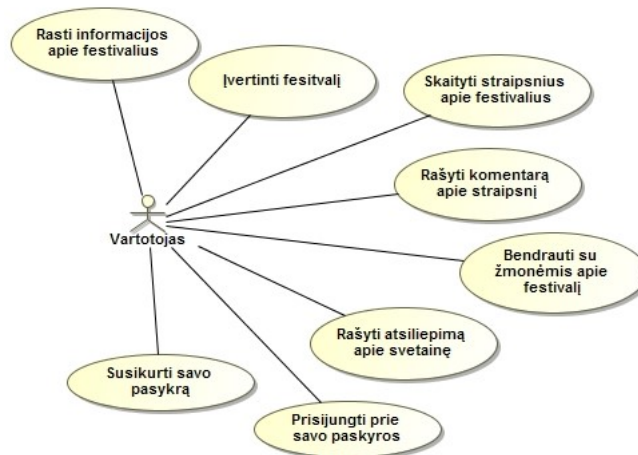 Rasti informacijos
apie festivalius
Įvertinti fesitvalį
Skaityti straipsnius
apie festivalius
Rašyti komentarą
apie straipsnį
Vartotojas
Bendrauti su
žmonėmis apie
festivalį
Rašyti atsiliepimą
apie svetainę
Susikurti savo
pasykrą
Prisijungti prie
savo paskyros